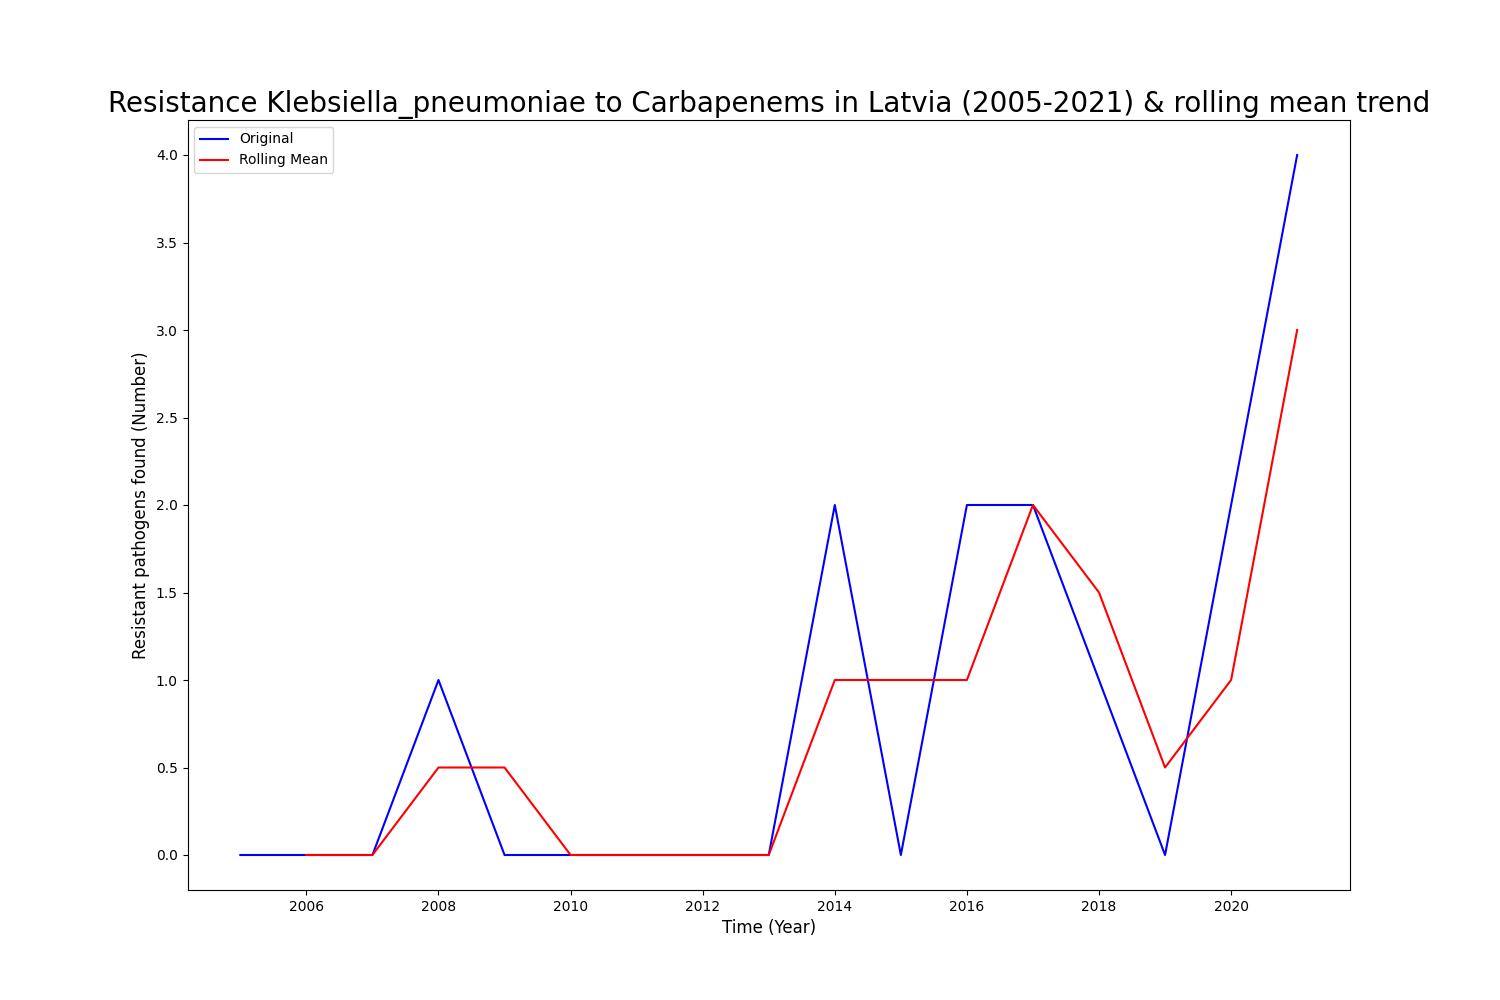 Resistance Klebsiella_pneumoniae to Carbapenems in Latvia (2005-2021) & rolling mean trend
Original
Rolling Mean
4.0
3.5
3.0
2.5
2.0
1.5
1.0
0.5
0.0
Resistant pathogens found (Number)
2006 2008 2010 2012 2014 2016 2018 2020
Time (Year)